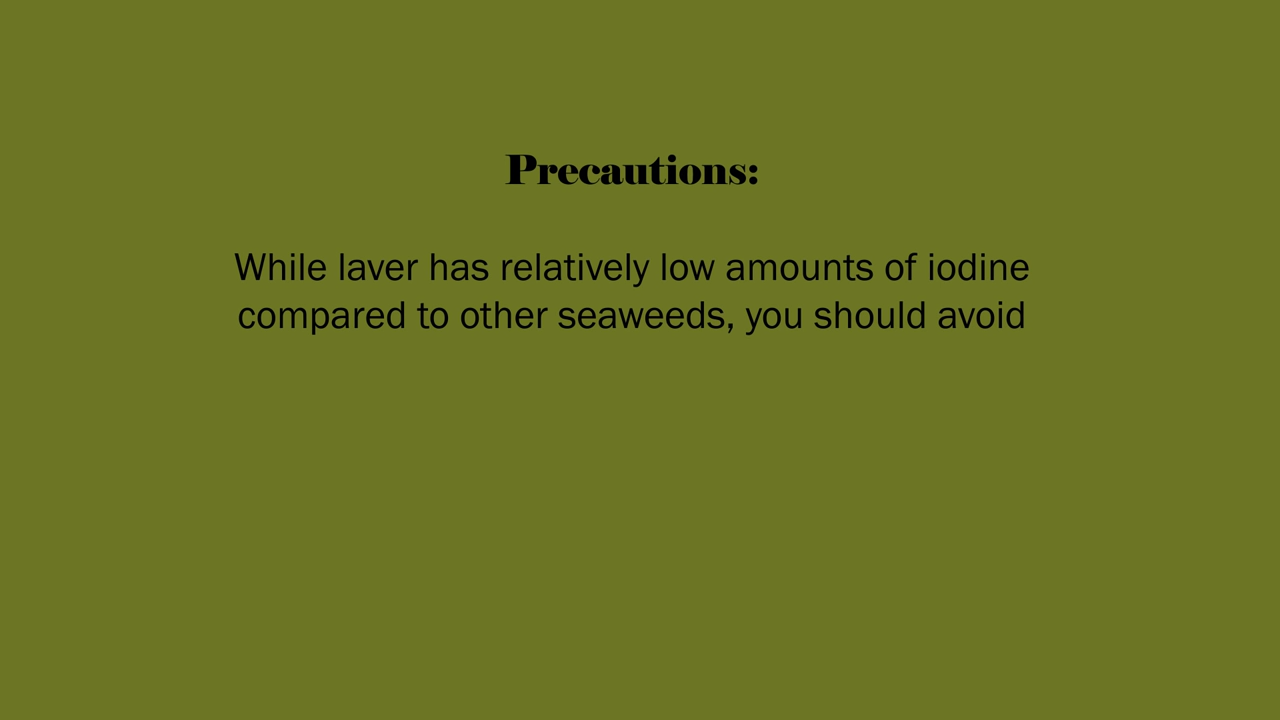 Precautions:
While laver has relatively low amounts of iodine
compared to other seaweeds, you should avoid